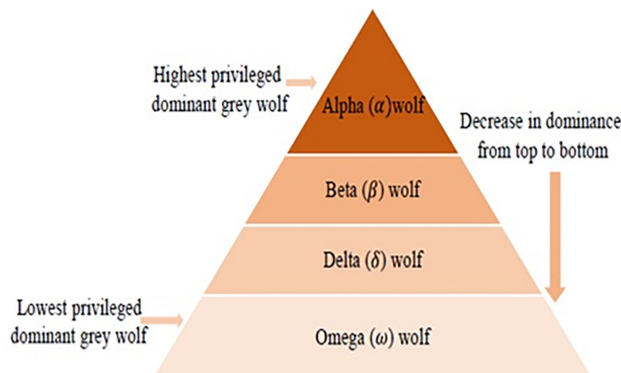 Highest privileged
dominant grey wolf
Alpha (α)wolf
Decrease in dominance
from top to bottom
Beta (β) wolf
Delta (δ) wolf
Lowest privileged
dominant grey wolf
Omega (ω) wolf